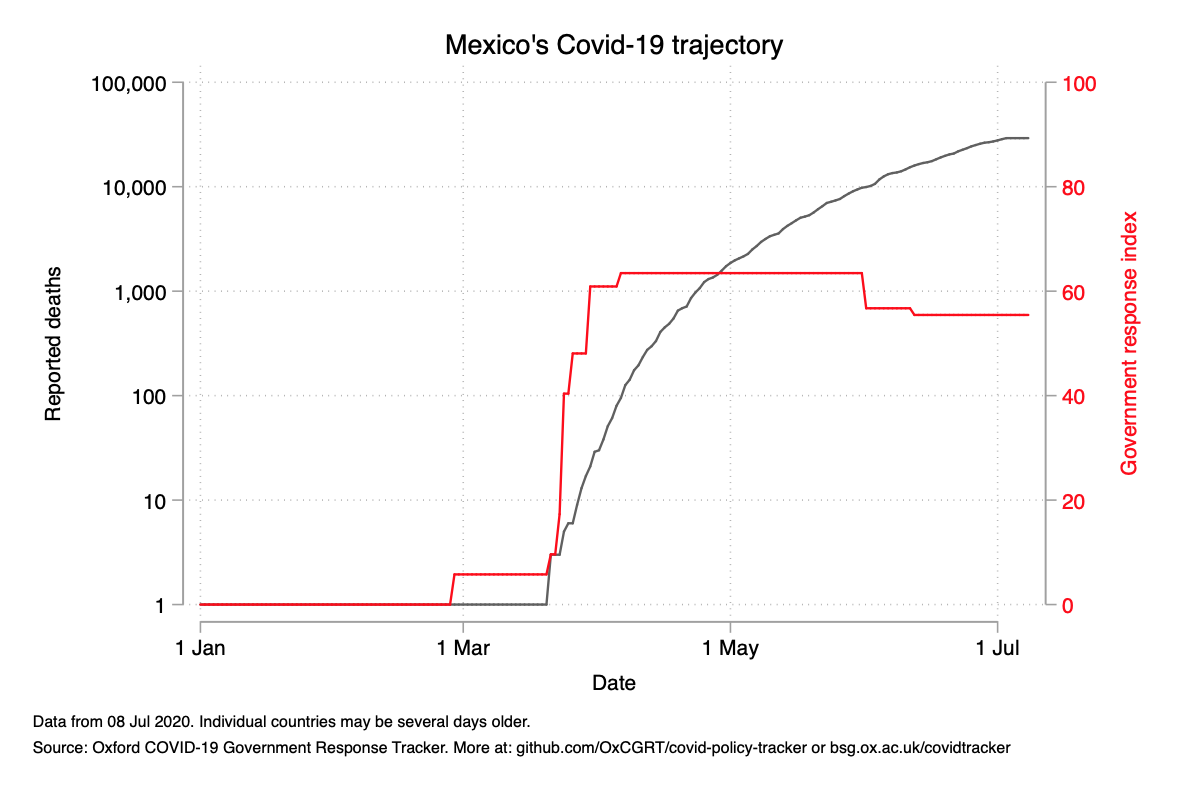 Mexico's Covid-19 trajectory
100,000
10,000
1,000
100
10
1
Reported deaths
100
80
60
40
20
0
Government response index
1 Jan
1 Mar
1 May
1 Jul
Date
Data from 08 Jul 2020. Individual countries may be several days older.
Source: Oxford COVID-19 Government Response Tracker. More at: github.com/OxCGRT/covid-policy-tracker or bsg.ox.ac.uk/covidtracker